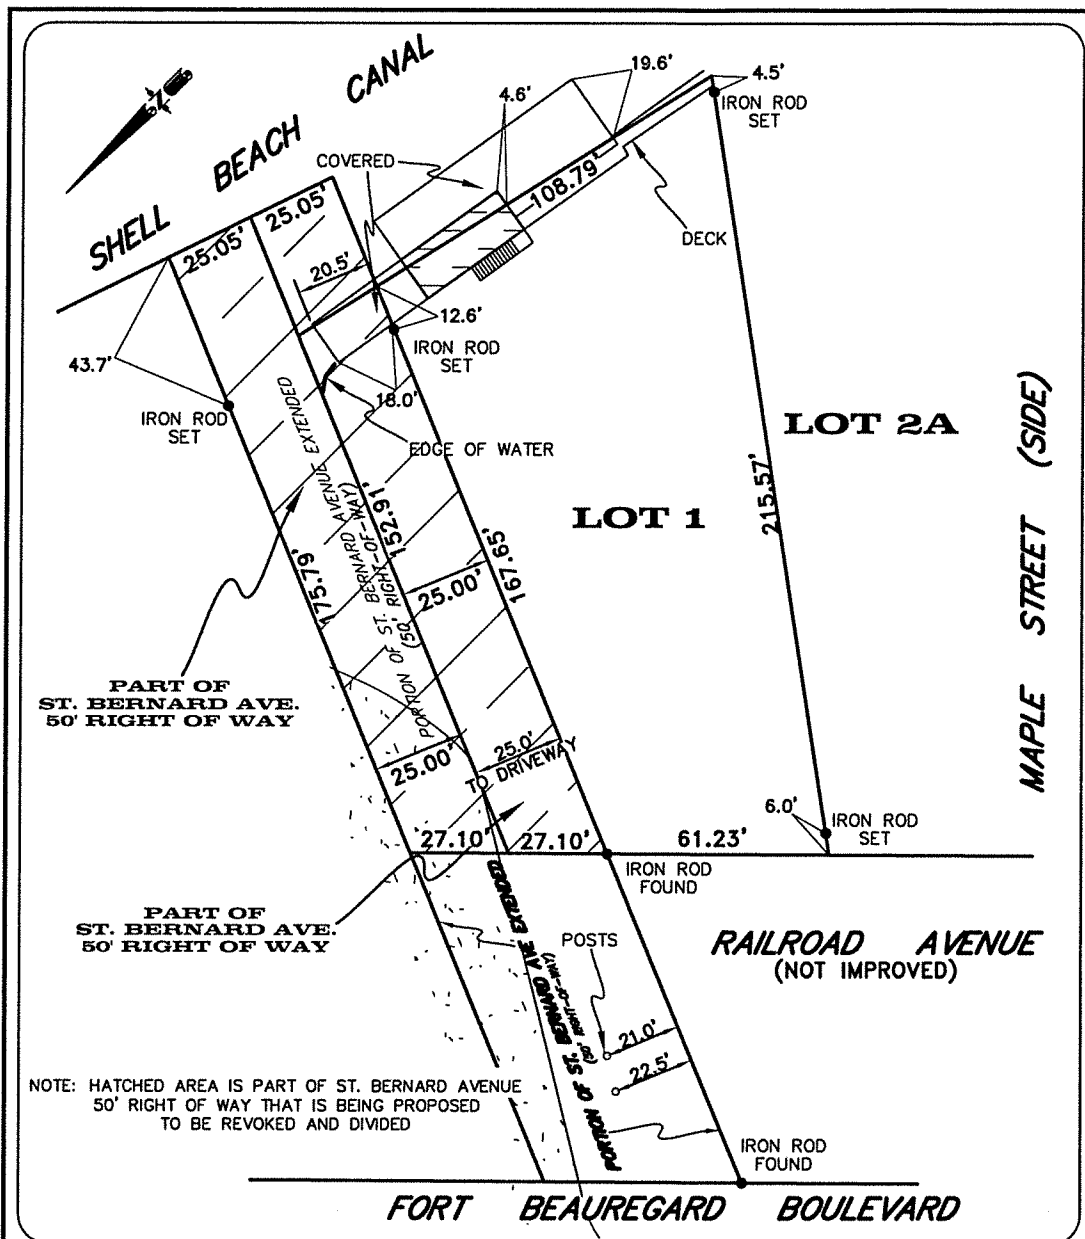 SHELL BEACH CANAL
19.6'
4.5'
4.6'
IRON ROD
SET
COVERED
108.79'
DECK
25.05'
25.05'
20.5'
12.6'
IRON ROD
SET
43.7'
18.0'
IRON ROD
SET
EDGE OF WATER
LOT 2A
LOT 1
215.57'
MAPLE STREET (SIDE)
PORTION OF ST. BERNARD AVENUE EXTENDED
(50' RIGHT-OF-WAY)
152.91'
175.79'
167.65'
25.00'
PART OF
ST. BERNARD AVE.
50' RIGHT OF WAY
25.00'
25.0'
TO DRIVEWAY
6.0'
IRON ROD
SET
27.10'
27.10'
61.23'
IRON ROD
FOUND
PART OF
ST. BERNARD AVE.
50' RIGHT OF WAY
POSTS
RAILROAD AVENUE
(NOT IMPROVED)
PORTION OF ST. BERNARD AVE EXTENDED
(50' RIGHT-OF-WAY)
21.0'
22.5'
NOTE: HATCHED AREA IS PART OF ST. BERNARD AVENUE
50' RIGHT OF WAY THAT IS BEING PROPOSED
TO BE REVOKED AND DIVIDED
IRON ROD
FOUND
FORT BEAUREGARD BOULEVARD